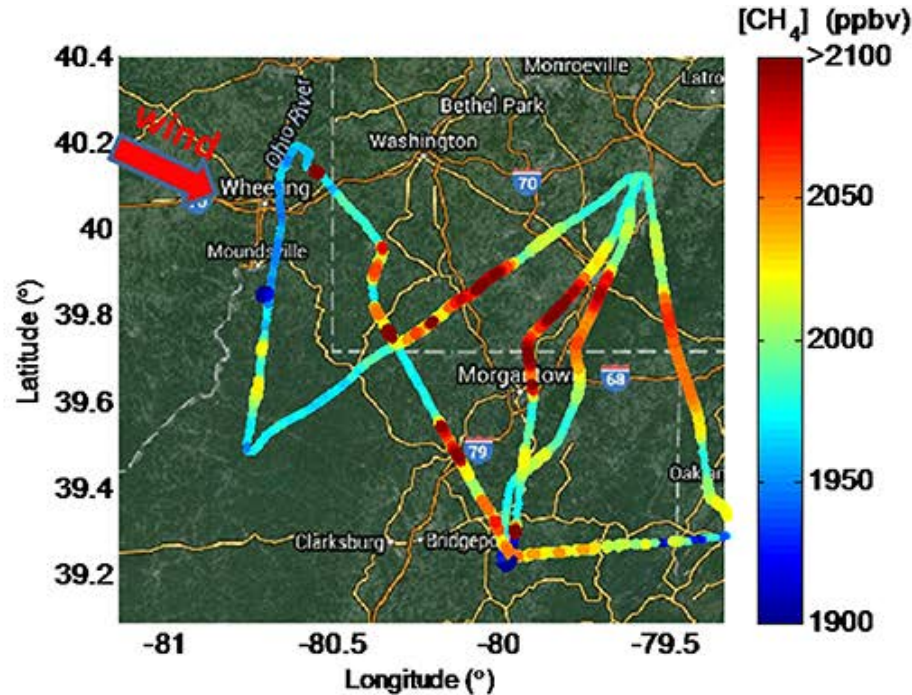 [CH4] (ppbv)
>2100
2050
2000
1950
1900
40.4
40.2
40
39.8
39.6
39.4
39.2
Latitude (°)
-81
-80.5
-80
-79.5
Longitude (°)
Monroeville
Latro
Bethel Park
Ohio River
Wind
Washington
70
Wheeling
Moundsville
Morgantown
68
79
Oaklan
Clarksburg
Bridgepo